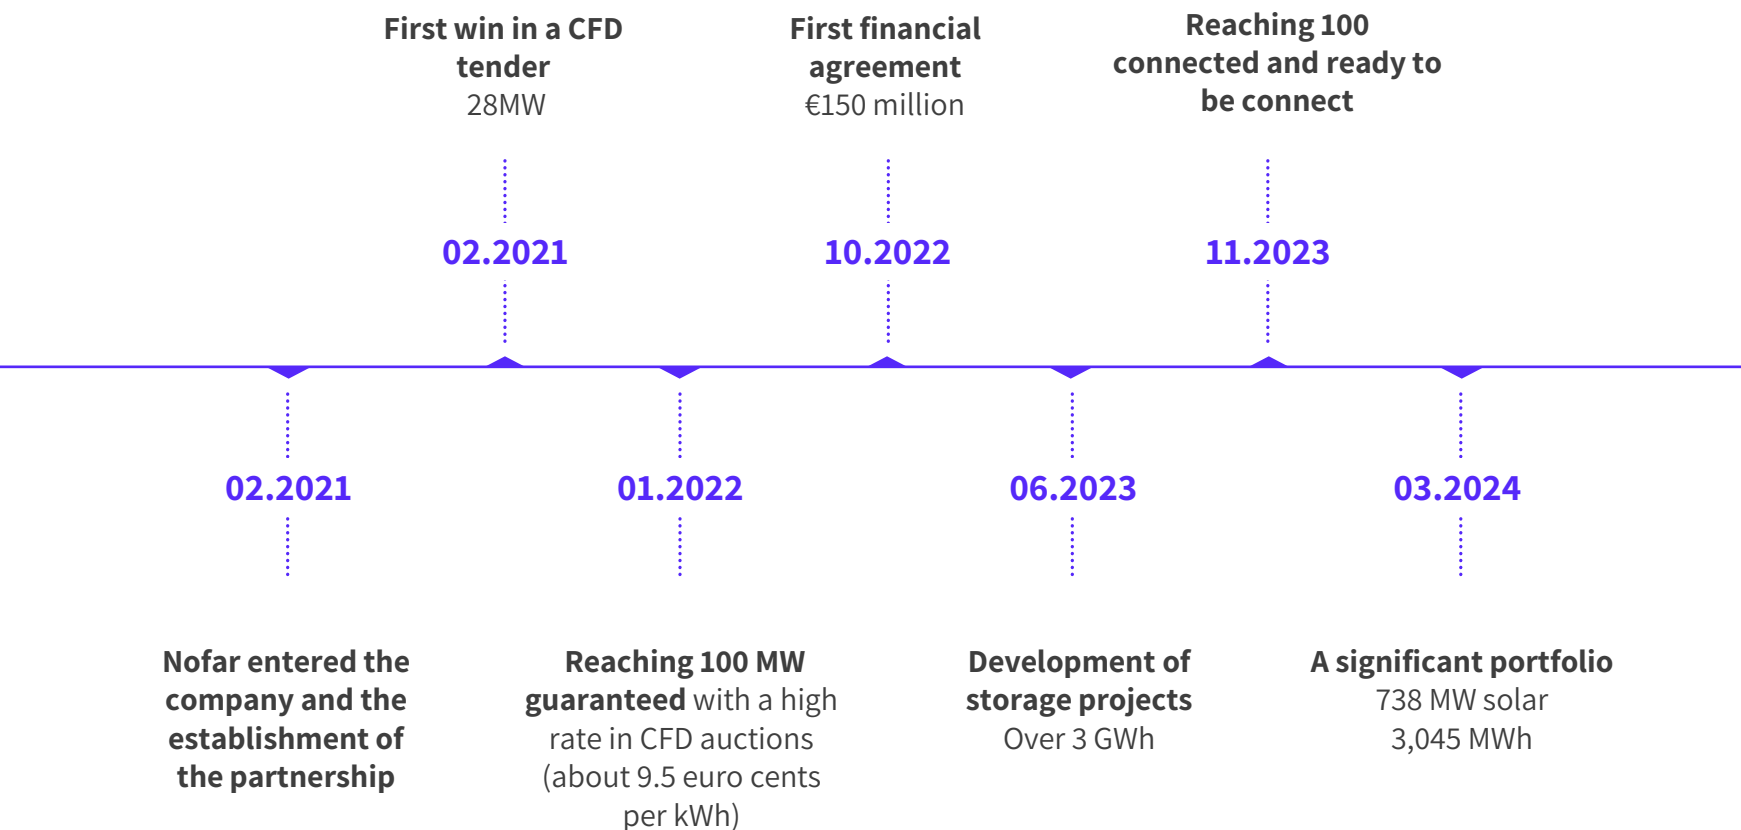 First win in a CFD
tender
28MW
First financial
agreement
€150 million
Reaching 100
connected and ready to
be connect
02.2021
10.2022
11.2023
02.2021
01.2022
06.2023
03.2024
Nofar entered the
company and the
establishment of
the partnership
Reaching 100 MW
guaranteed with a high
rate in CFD auctions
(about 9.5 euro cents
per kWh)
Development of
storage projects
Over 3 GWh
A significant portfolio
738 MW solar
3,045 MWh